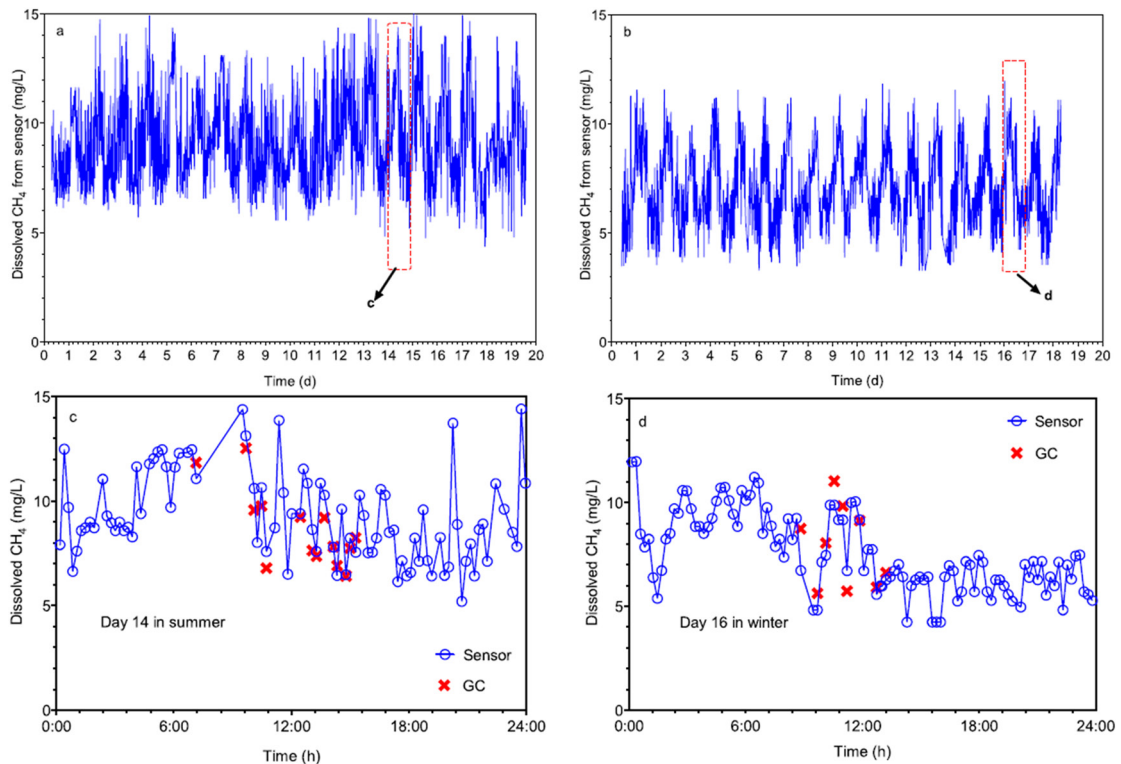 a
Dissolved CH₄ from sensor (mg/L)
15
10
5
0
0 1 2 3 4 5 6 7 8 9 10 11 12 13 14 15 16 17 18 19 20
Time (d)
c
b
Dissolved CH₄ from sensor (mg/L)
15
10
5
0
0 1 2 3 4 5 6 7 8 9 10 11 12 13 14 15 16 17 18 19 20
Time (d)
d
c
Dissolved CH₄ (mg/L)
15
10
5
0
Day 14 in summer
Sensor
GC
0:00 6:00 12:00 18:00 24:00
Time (h)
d
Dissolved CH₄ (mg/L)
15
10
5
0
Day 16 in winter
Sensor
GC
0:00 6:00 12:00 18:00 24:00
Time (h)